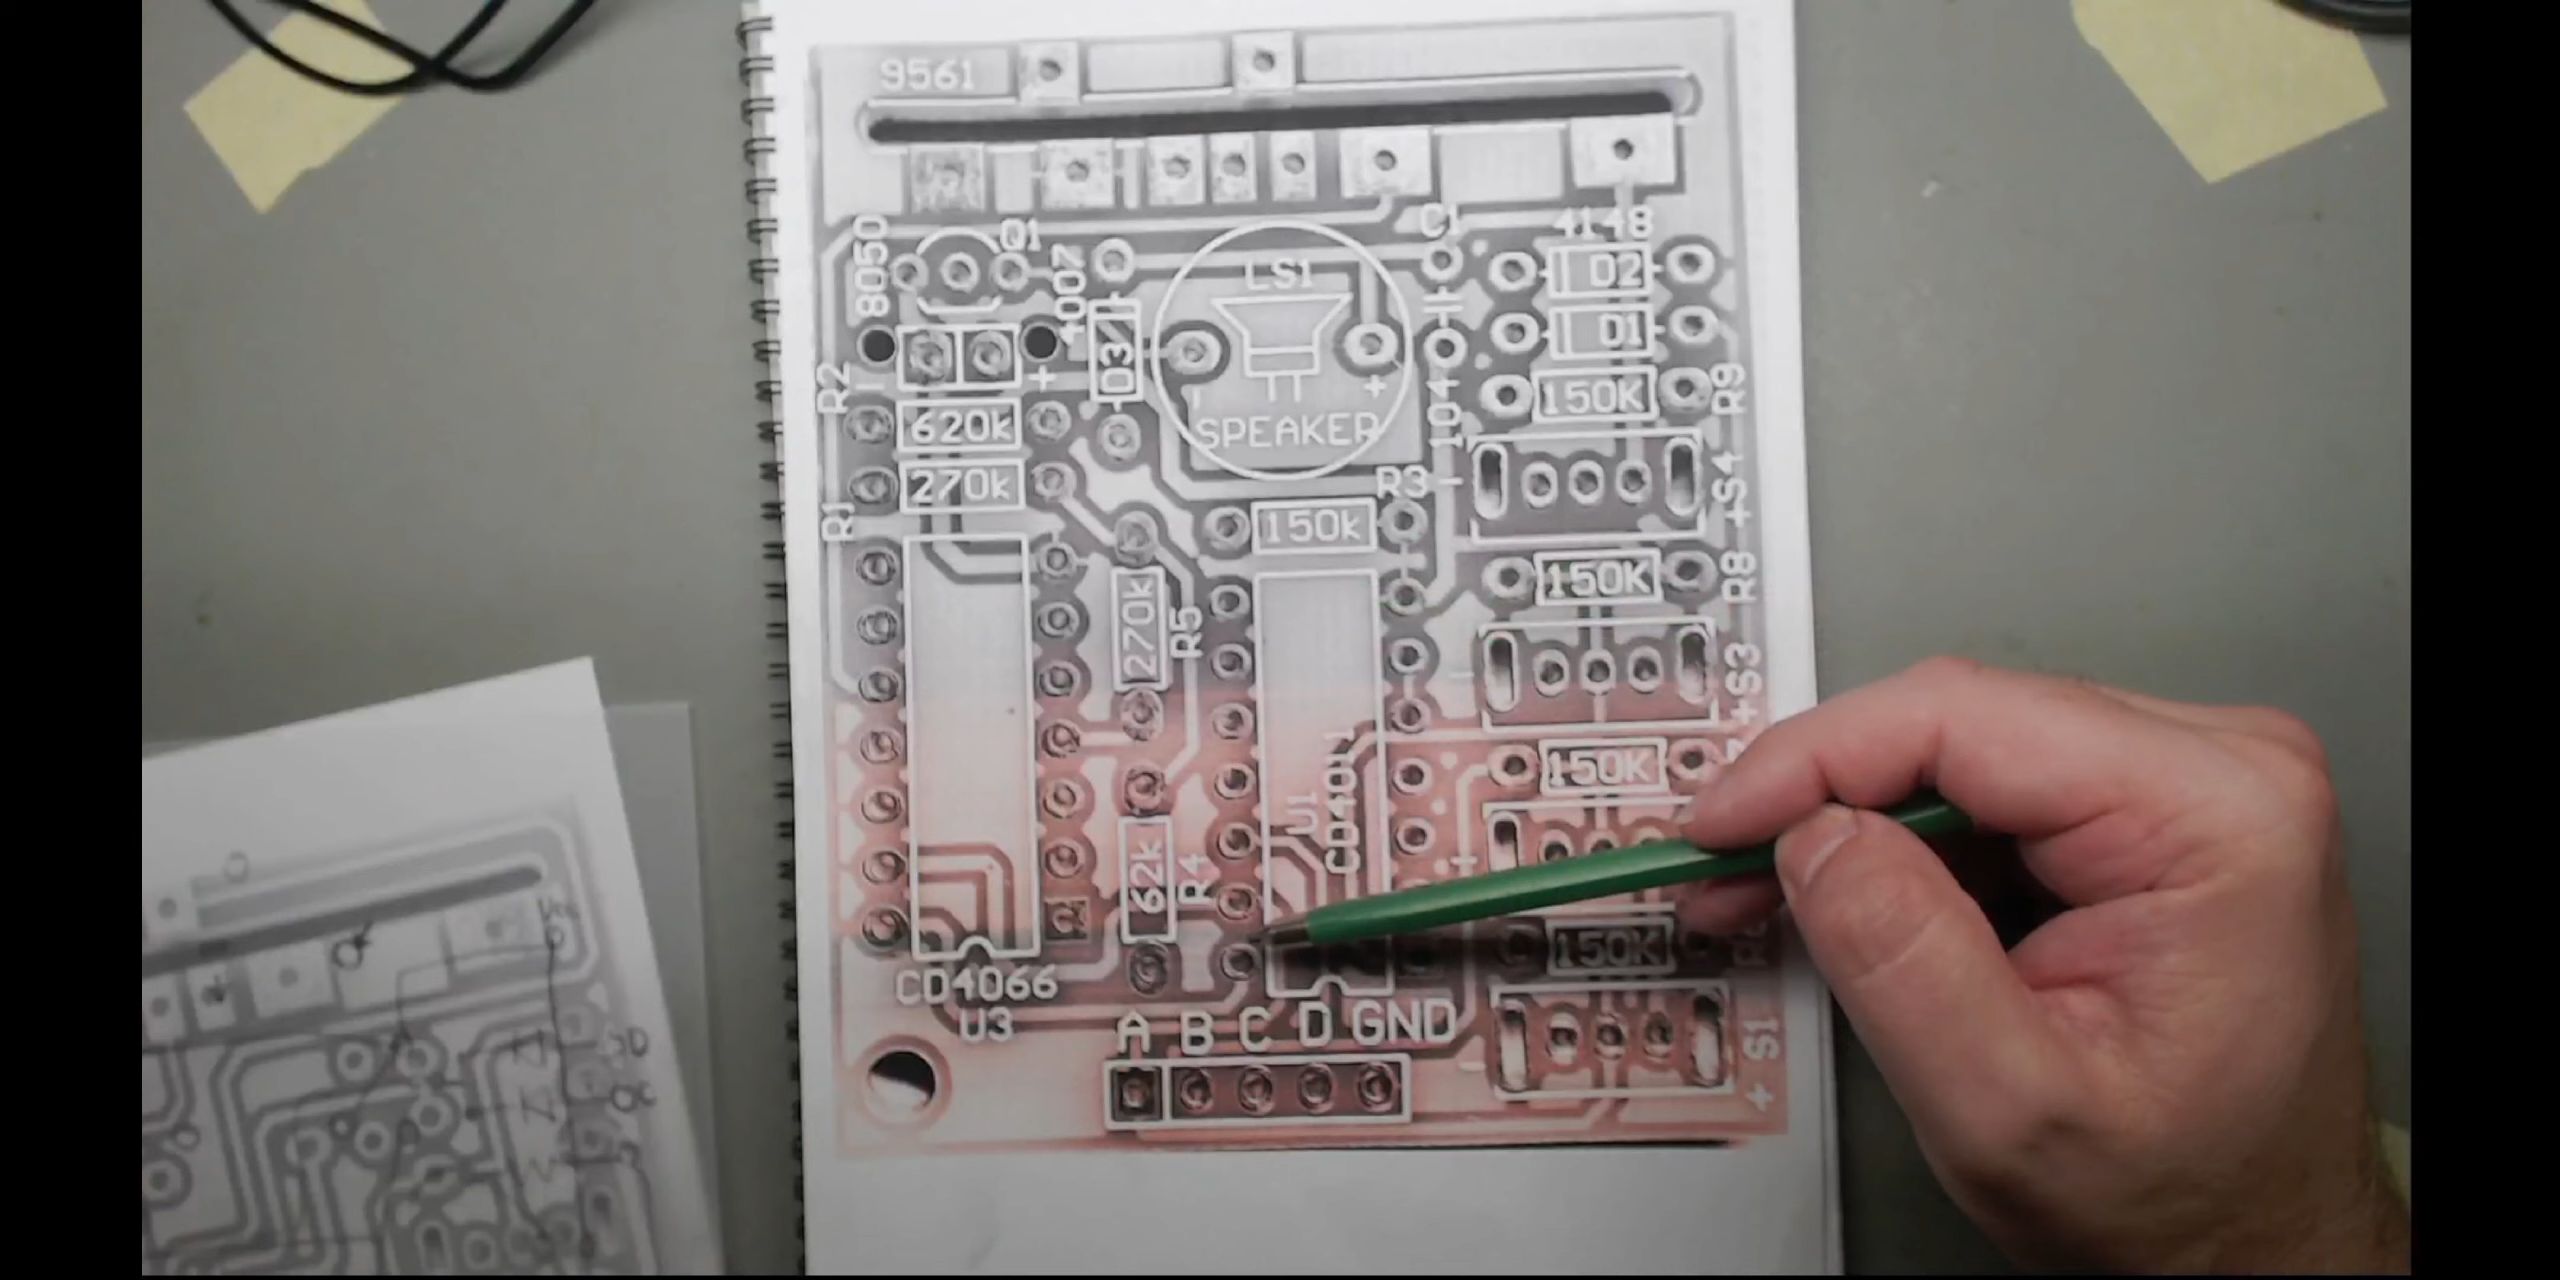 9561
8050
Q1
4007
LS1
C1
4148
D2
D1
D3
+
- +
SPEAKER
104
R2
620k
150K
R9
270k
R1
R3
-
+S4
150k
150K
R8
270k
R5
+S3
150K
U1
CD4011
62k
R4
150K
CD4066
U3
A B C D GND
+ S1